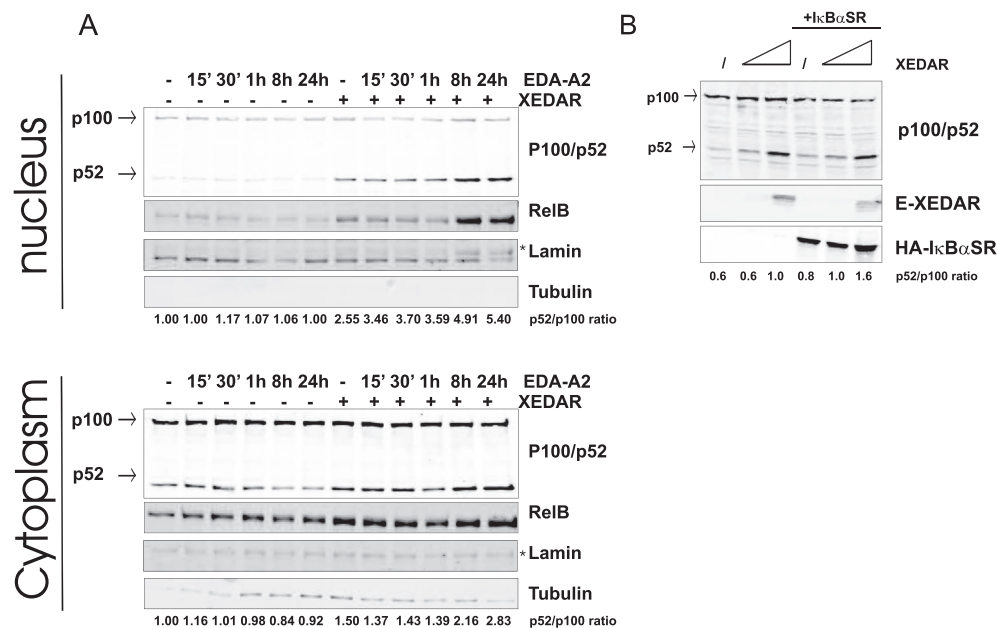 A
nucleus
- 15’ 30’ 1h 8h 24h - 15’ 30’ 1h 8h 24h EDA-A2
- - - - - - + + + + + + XEDAR
p100 → P100/p52
p52 →
RelB
* Lamin
Tubulin
1.00 1.00 1.17 1.07 1.06 1.00 2.55 3.46 3.70 3.59 4.91 5.40 p52/p100 ratio
Cytoplasm
- 15’ 30’ 1h 8h 24h - 15’ 30’ 1h 8h 24h EDA-A2
- - - - - - + + + + + + XEDAR
p100 →
P100/p52
p52 →
RelB
* Lamin
Tubulin
1.00 1.16 1.01 0.98 0.84 0.92 1.50 1.37 1.43 1.39 2.16 2.83 p52/p100 ratio
B
+IκBαSR
/ / XEDAR
p100 →
p100/p52
p52 →
E-XEDAR
HA-IκBαSR
0.6 0.6 1.0 0.8 1.0 1.6 p52/p100 ratio